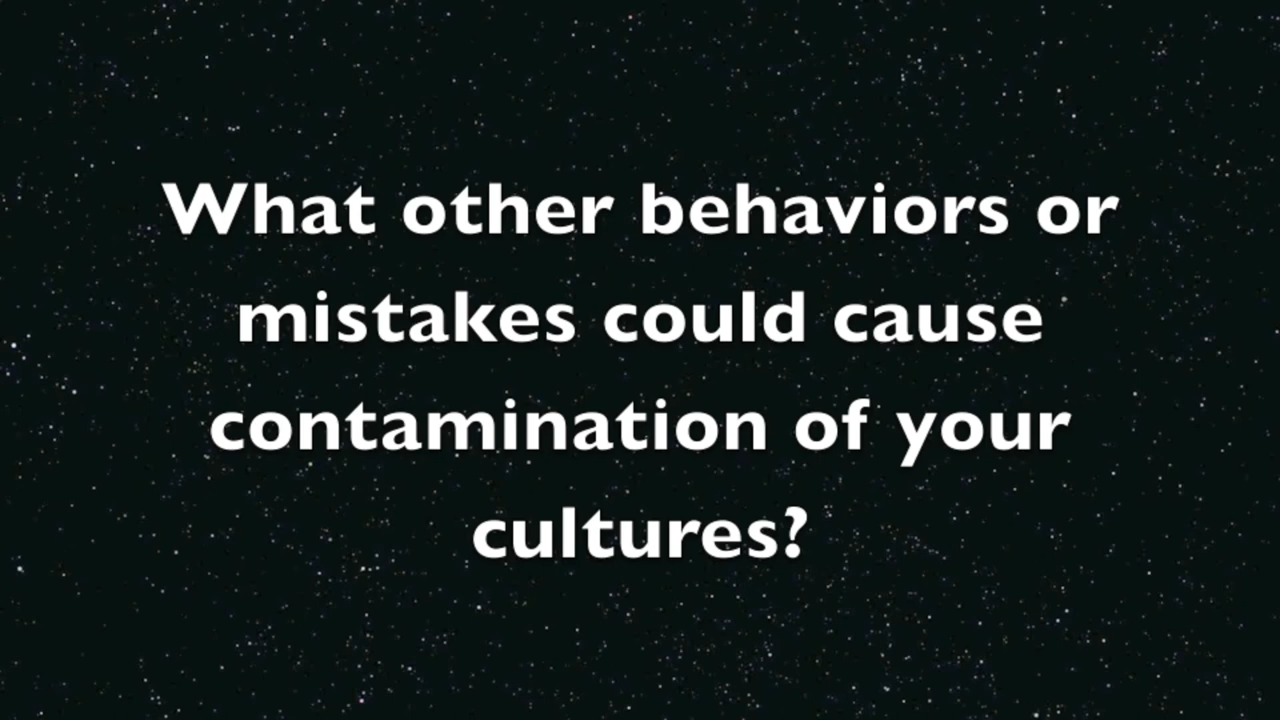 What other behaviors or
mistakes could cause
contamination of your
cultures?